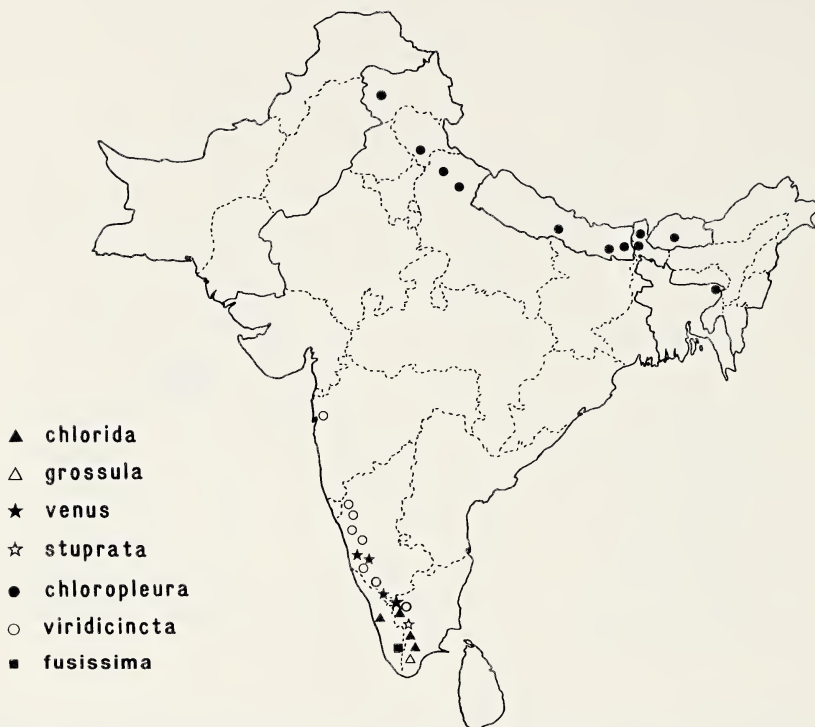 chlorida
grossula
venus
stuprata
chloropleura
viridicincta
fusissima